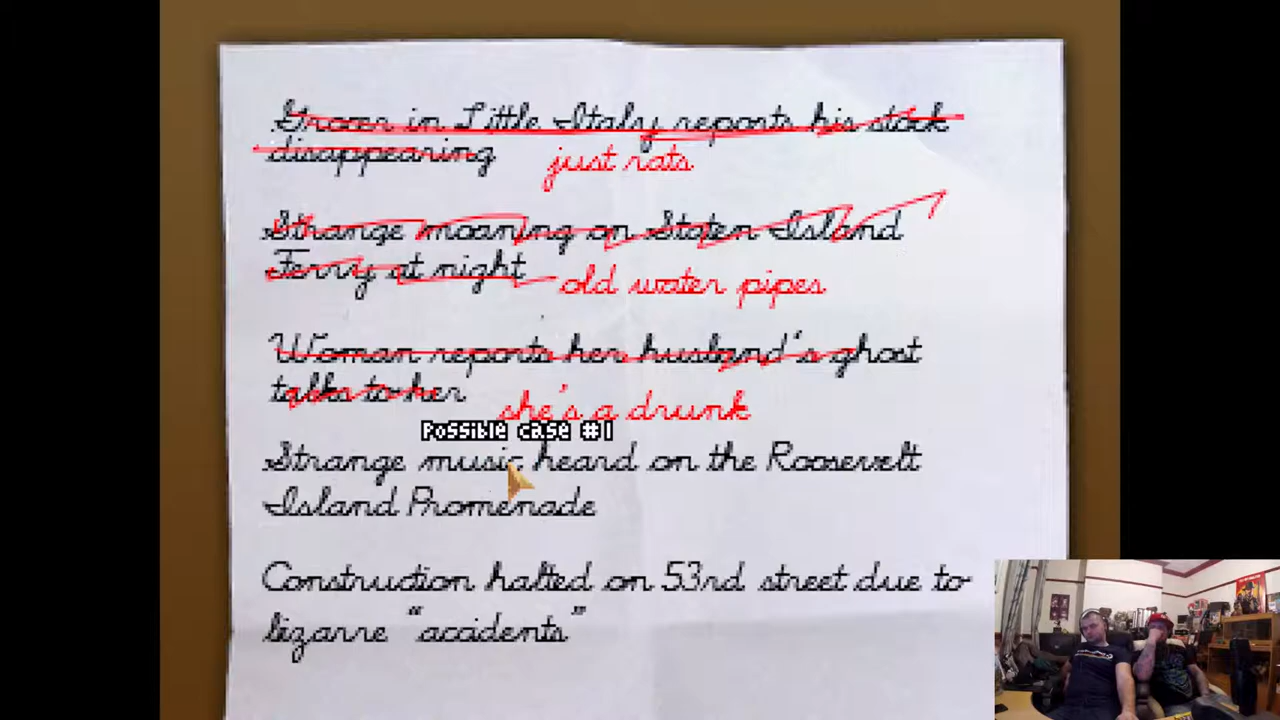 Grocer in Little Italy reports his stock
disappearing just rats
Strange moaning on Staten Island
Ferry at night old water pipes
Woman reports her husband's ghost
talks to her she's a drunk
Possible case #1
Strange music heard on the Roosevelt
Island Promenade
Construction halted on 53rd street due to
bizarre "accidents"